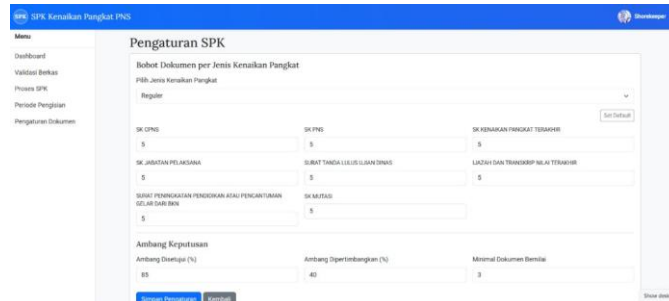 SPK SPK Kenaikan Pangkat PNS
Shorekeeper
Menu
Dashboard
Validasi Berkas
Proses SPK
Periode Pengisian
Pengaturan Dokumen
Pengaturan SPK
Bobot Dokumen per Jenis Kenaikan Pangkat
Pilih Jenis Kenaikan Pangkat
Reguler
Set Default
SK CPNS
SK PNS
SK KENAIKAN PANGKAT TERAKHIR
5
5
5
SK JABATAN PELAKSANA
SURAT TANDA LULUS UJIAN DINAS
IJAZAH DAN TRANSKRIP NILAI TERAKHIR
5
5
5
SURAT PENINGKATAN PENDIDIKAN ATAU PENCANTUMAN
GELAR DARI BKN
SK MUTASI
5
5
Ambang Keputusan
Ambang Disetujui (%)
Ambang Dipertimbangkan (%)
Minimal Dokumen Bernilai
85
40
3
Simpan Pengaturan
Kembali
Show desk